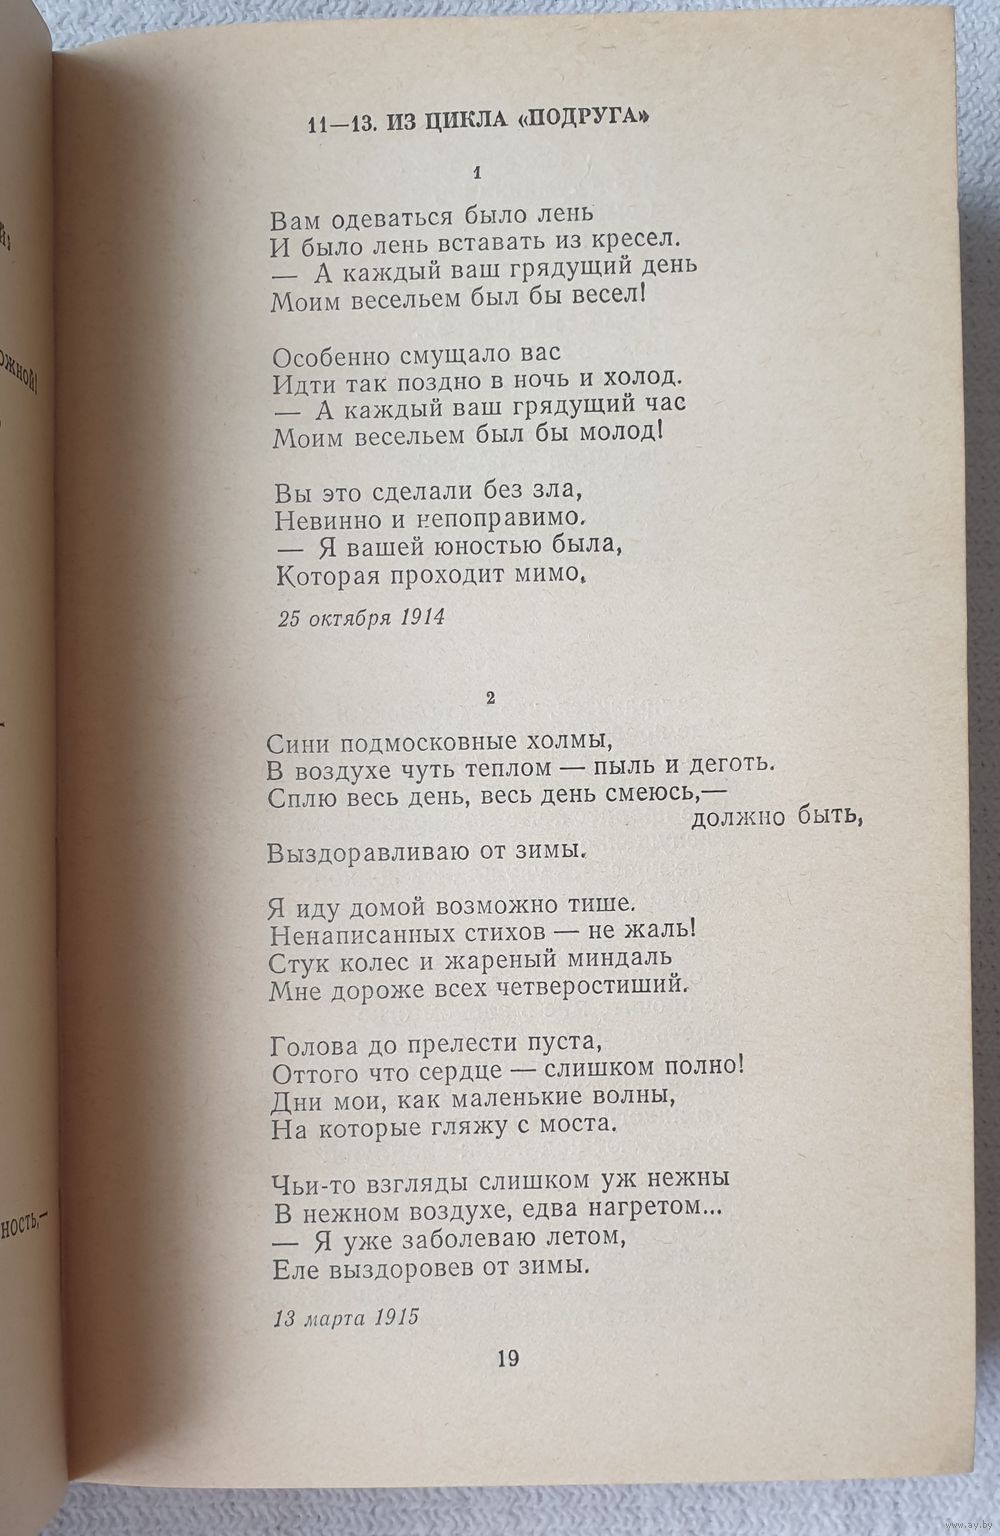 11—13. ИЗ ЦИКЛА «ПОДРУГА»
1
Вам одеваться было лень
И было лень вставать из кресел.
— А каждый ваш грядущий день
Моим весельем был бы весел!
Особенно смущало вас
Идти так поздно в ночь и холод.
— А каждый ваш грядущий час
Моим весельем был бы молод!
Вы это сделали без зла,
Невинно и непоправимо.
— Я вашей юностью была,
Которая проходит мимо.
25 октября 1914
2
Сини подмосковные холмы,
В воздухе чуть теплом — пыль и деготь.
Сплю весь день, весь день смеюсь,—
должно быть,
Выздоравливаю от зимы.
Я иду домой возможно тише.
Ненаписанных стихов — не жаль!
Стук колес и жареный миндаль
Мне дороже всех четверостиший.
Голова до прелести пуста,
Оттого что сердце — слишком полно!
Дни мои, как маленькие волны,
На которые гляжу с моста.
Чьи-то взгляды слишком уж нежны
В нежном воздухе, едва нагретом...
— Я уже заболеваю летом,
Еле выздоровев от зимы.
13 марта 1915
19
www.ay.by